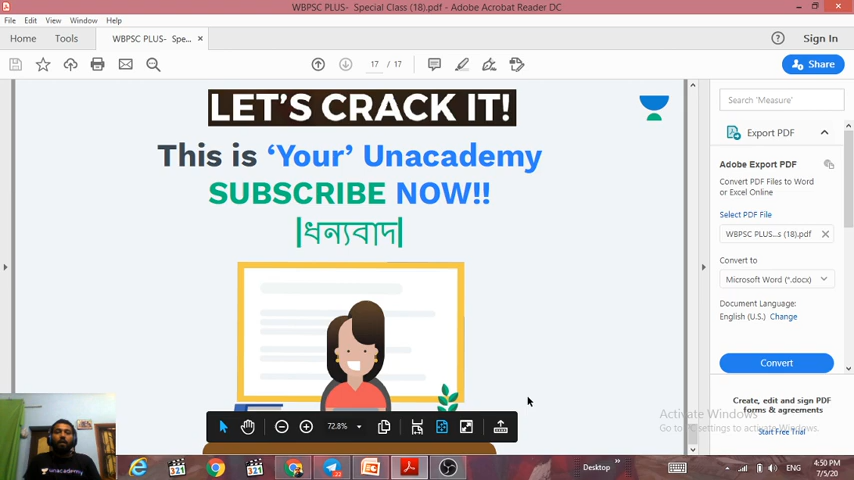 WBPSC PLUS- Special Class (18).pdf - Adobe Acrobat Reader DC
File Edit View Window Help
Home Tools WBPSC PLUS- Spe... × Sign In
17 / 17 Share
LET'S CRACK IT!
This is ‘Your’ Unacademy
SUBSCRIBE NOW!!
|ধন্যবাদ|
Search 'Measure'
Export PDF
Adobe Export PDF
Convert PDF Files to Word
or Excel Online
Select PDF File
WBPSC PLUS-...s (18).pdf
Convert to
Microsoft Word (*.docx)
Document Language:
English (U.S.) Change
Convert
Create, edit and sign PDF
forms & agreements
Start Free Trial
Activate Windows
Go to PC settings to activate Windows.
72.8%
unacademy
321
321
22
Desktop
ENG
4:50 PM
7/5/20